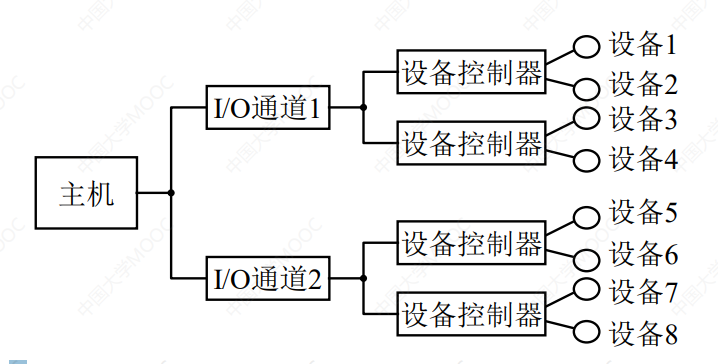 主机
I/O通道1
I/O通道2
设备控制器
设备控制器
设备控制器
设备控制器
设备1
设备2
设备3
设备4
设备5
设备6
设备7
设备8
中国大学MOOC